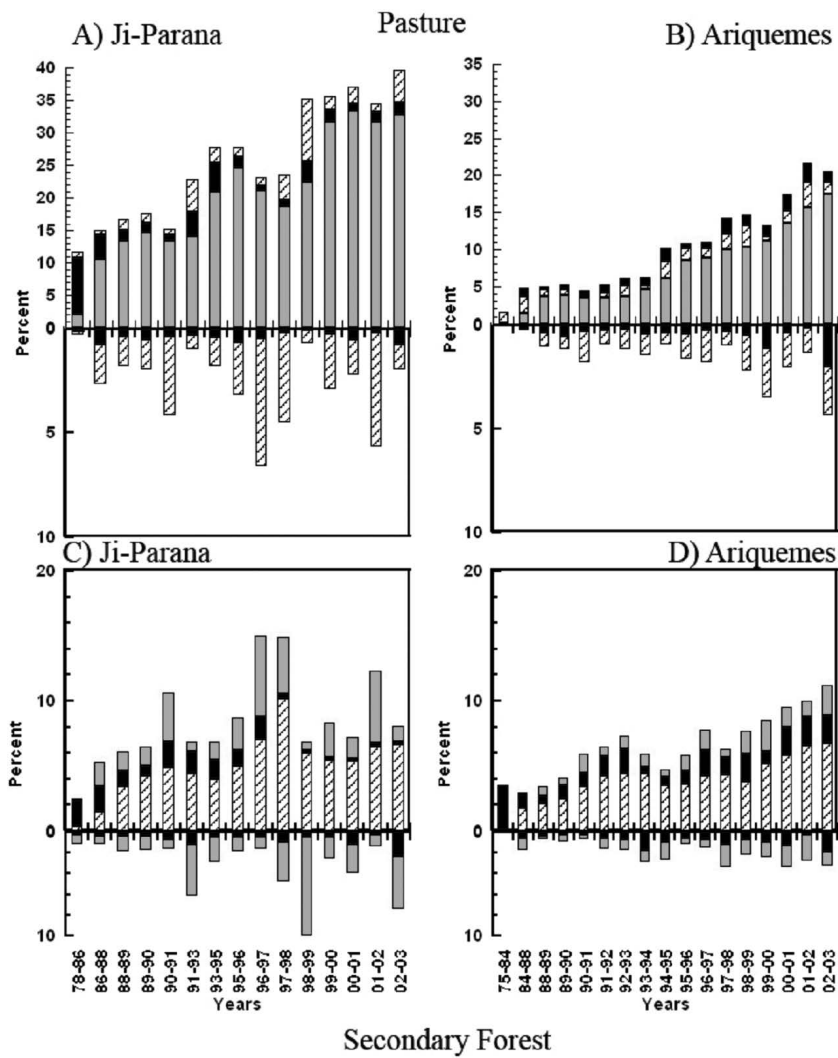 Pasture
A) Ji-Parana
B) Ariquemes
40
35
30
25
20
15
10
5
0
5
10
Percent
35
30
25
20
15
10
5
0
5
10
Percent
C) Ji-Parana
D) Ariquemes
20
10
0
10
Percent
20
10
0
10
Percent
78-86 86-88 88-89 89-90 90-91 91-93 93-95 95-96 96-97 97-98 98-99 99-00 00-01 01-02 02-03
Years
75-84 84-88 88-89 89-90 90-91 91-92 92-93 93-94 94-95 95-96 96-97 97-98 98-99 99-00 00-01 01-02 02-03
Years
Secondary Forest